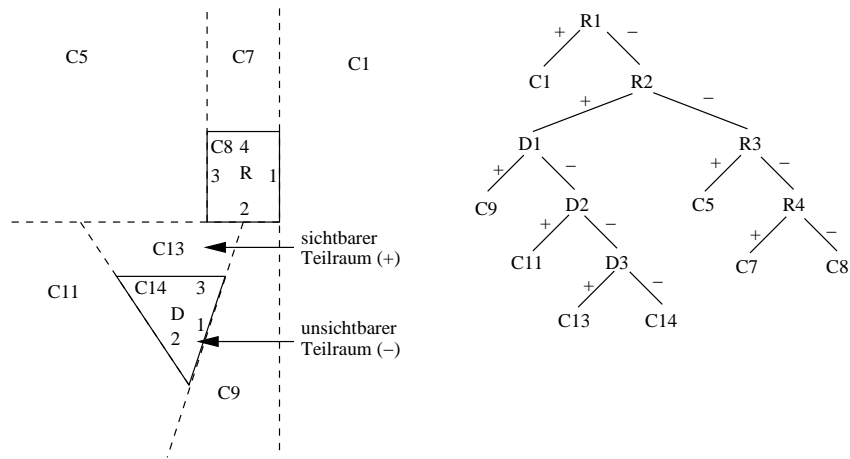 C5
C7
C1
C8 4
3 R 1
2
C13
sichtbarer
Teilraum (+)
C11
C14 3
D
1
2
unsichtbarer
Teilraum (−)
C9
R1
+ −
C1
R2
+ −
D1
R3
+ − + −
C9
D2
C5
R4
+ − + −
C11
D3
C7
C8
+ −
C13
C14